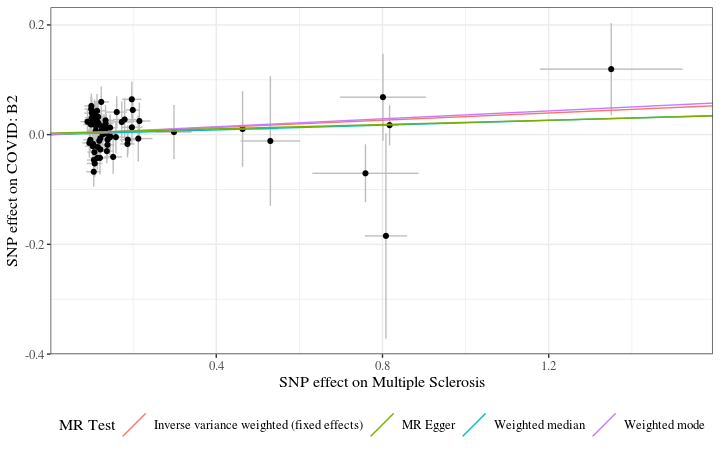 0.2
0.0
-0.2
-0.4
SNP effect on COVID: B2
0.4
0.8
1.2
SNP effect on Multiple Sclerosis
MR Test Inverse variance weighted (fixed effects) MR Egger Weighted median Weighted mode